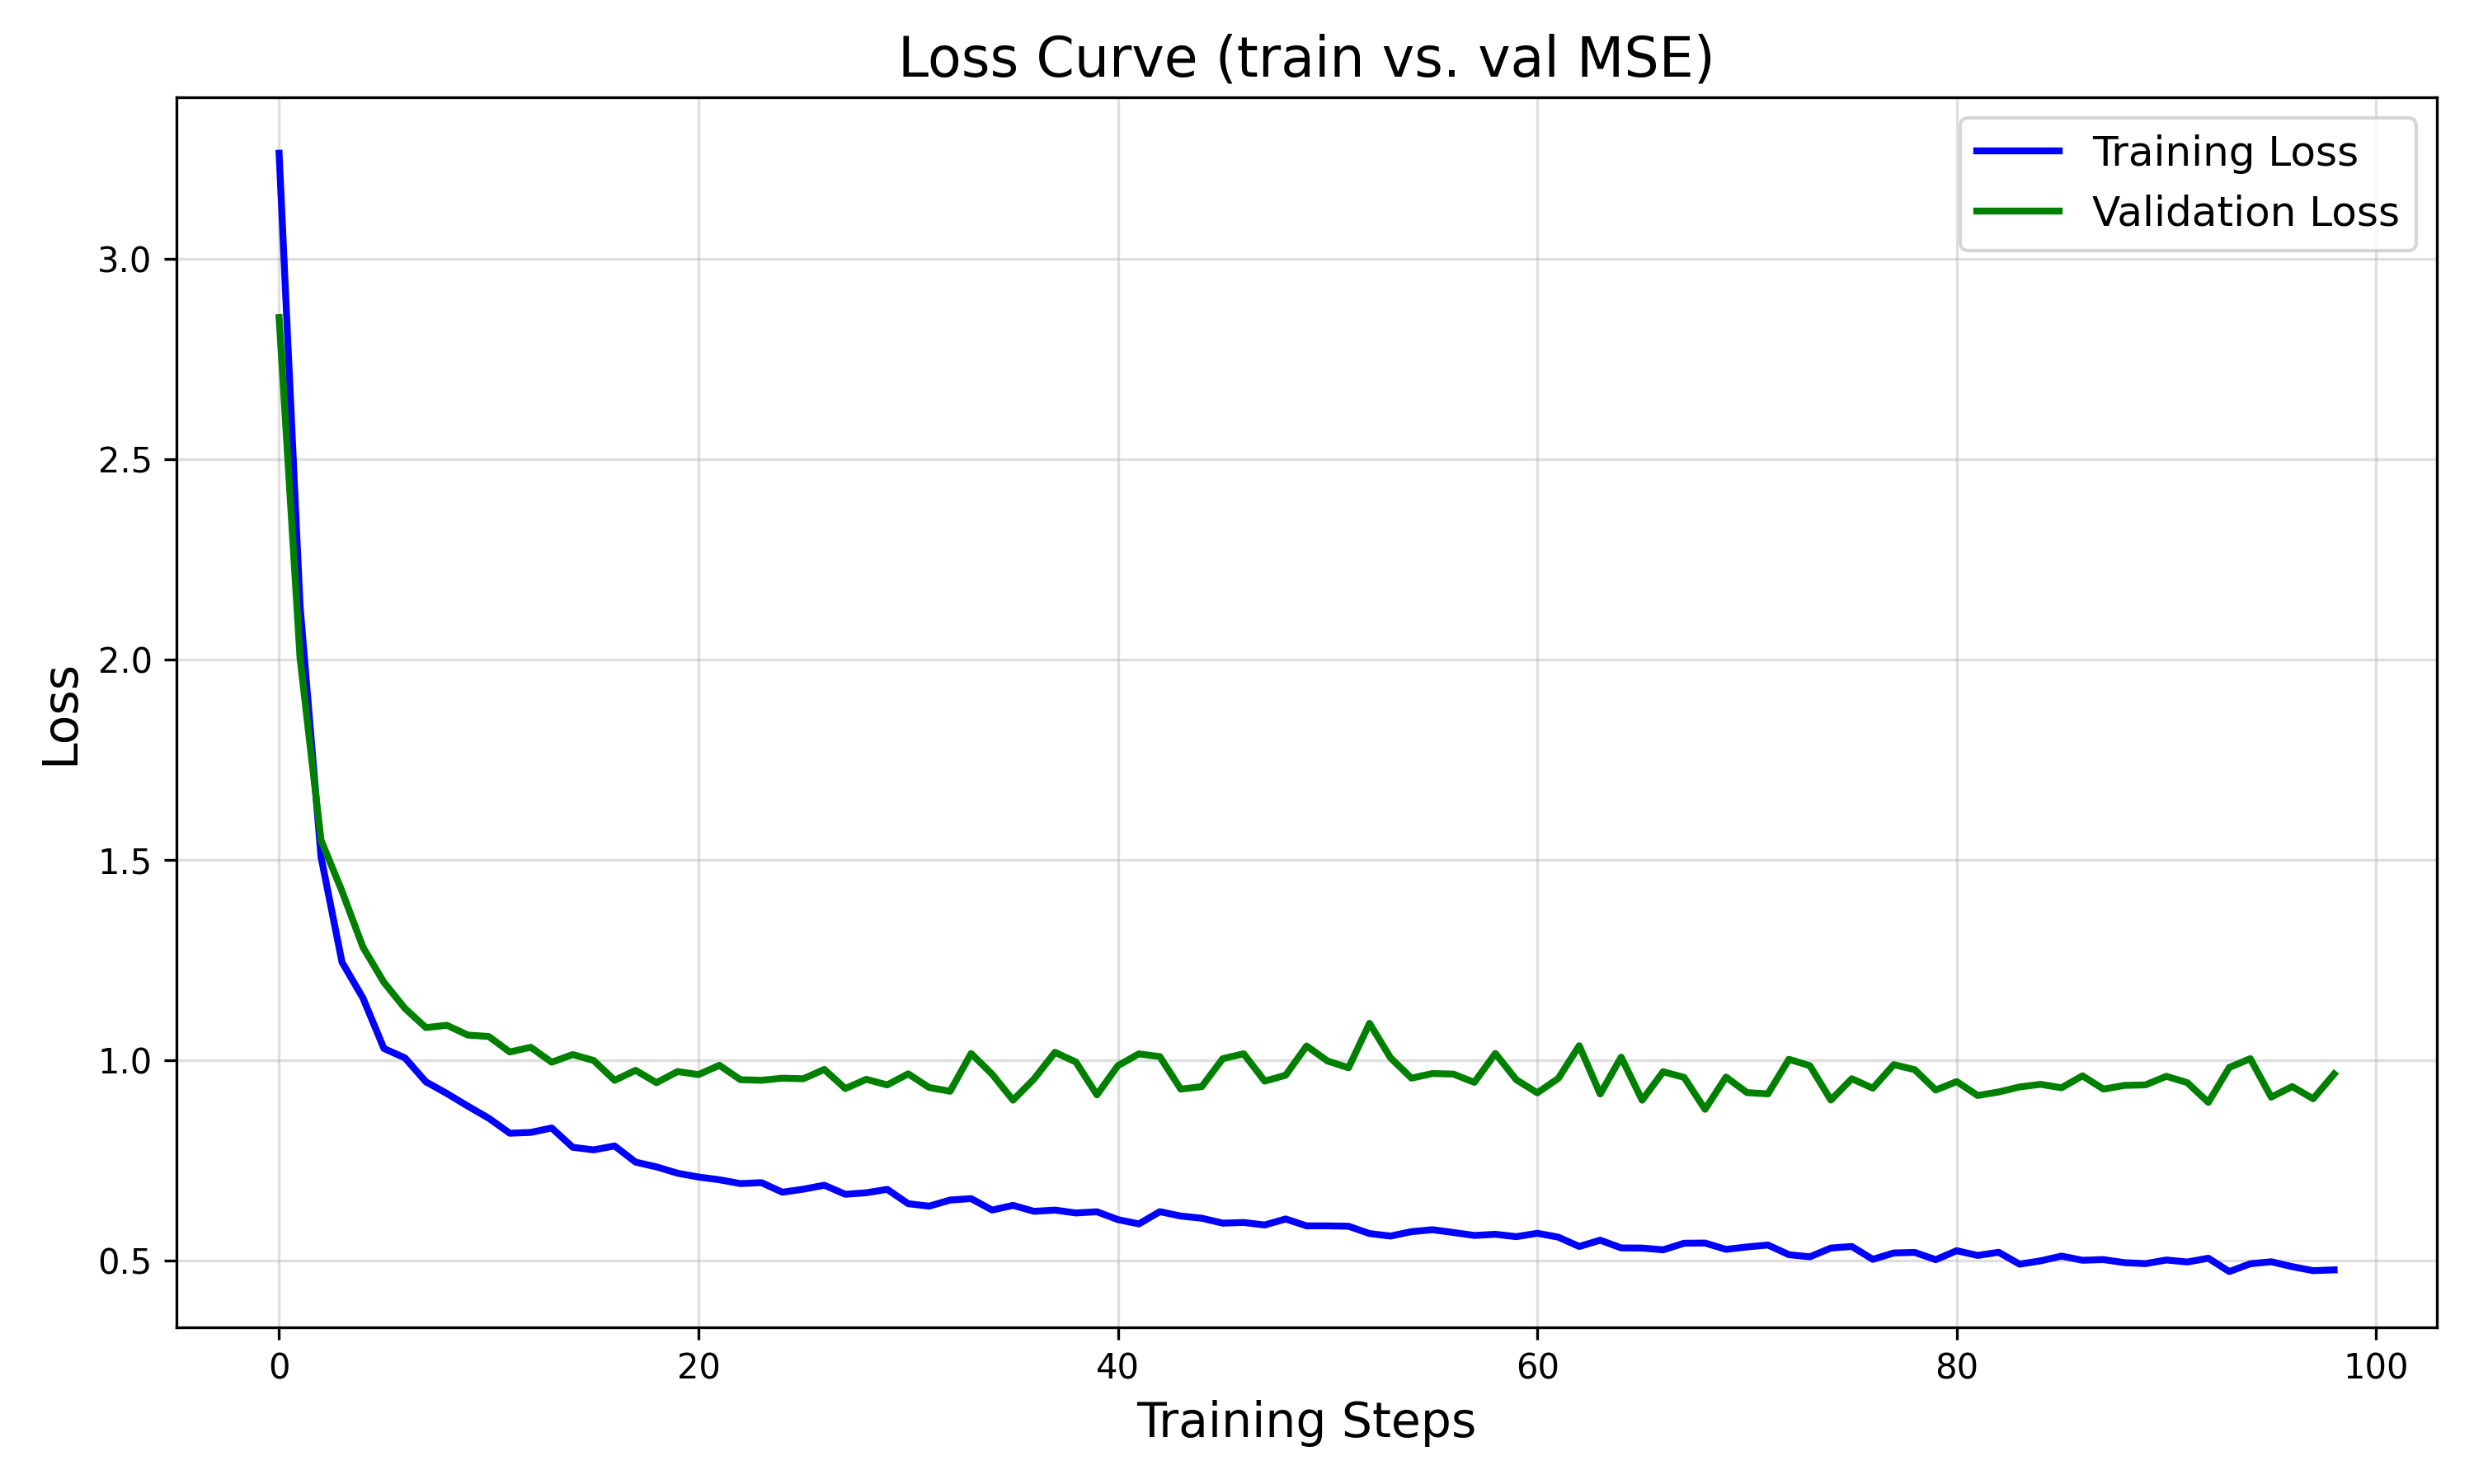 Loss Curve (train vs. val MSE)
Training Loss
Validation Loss
3.0
2.5
2.0
1.5
1.0
0.5
Loss
0 20 40 60 80 100
Training Steps